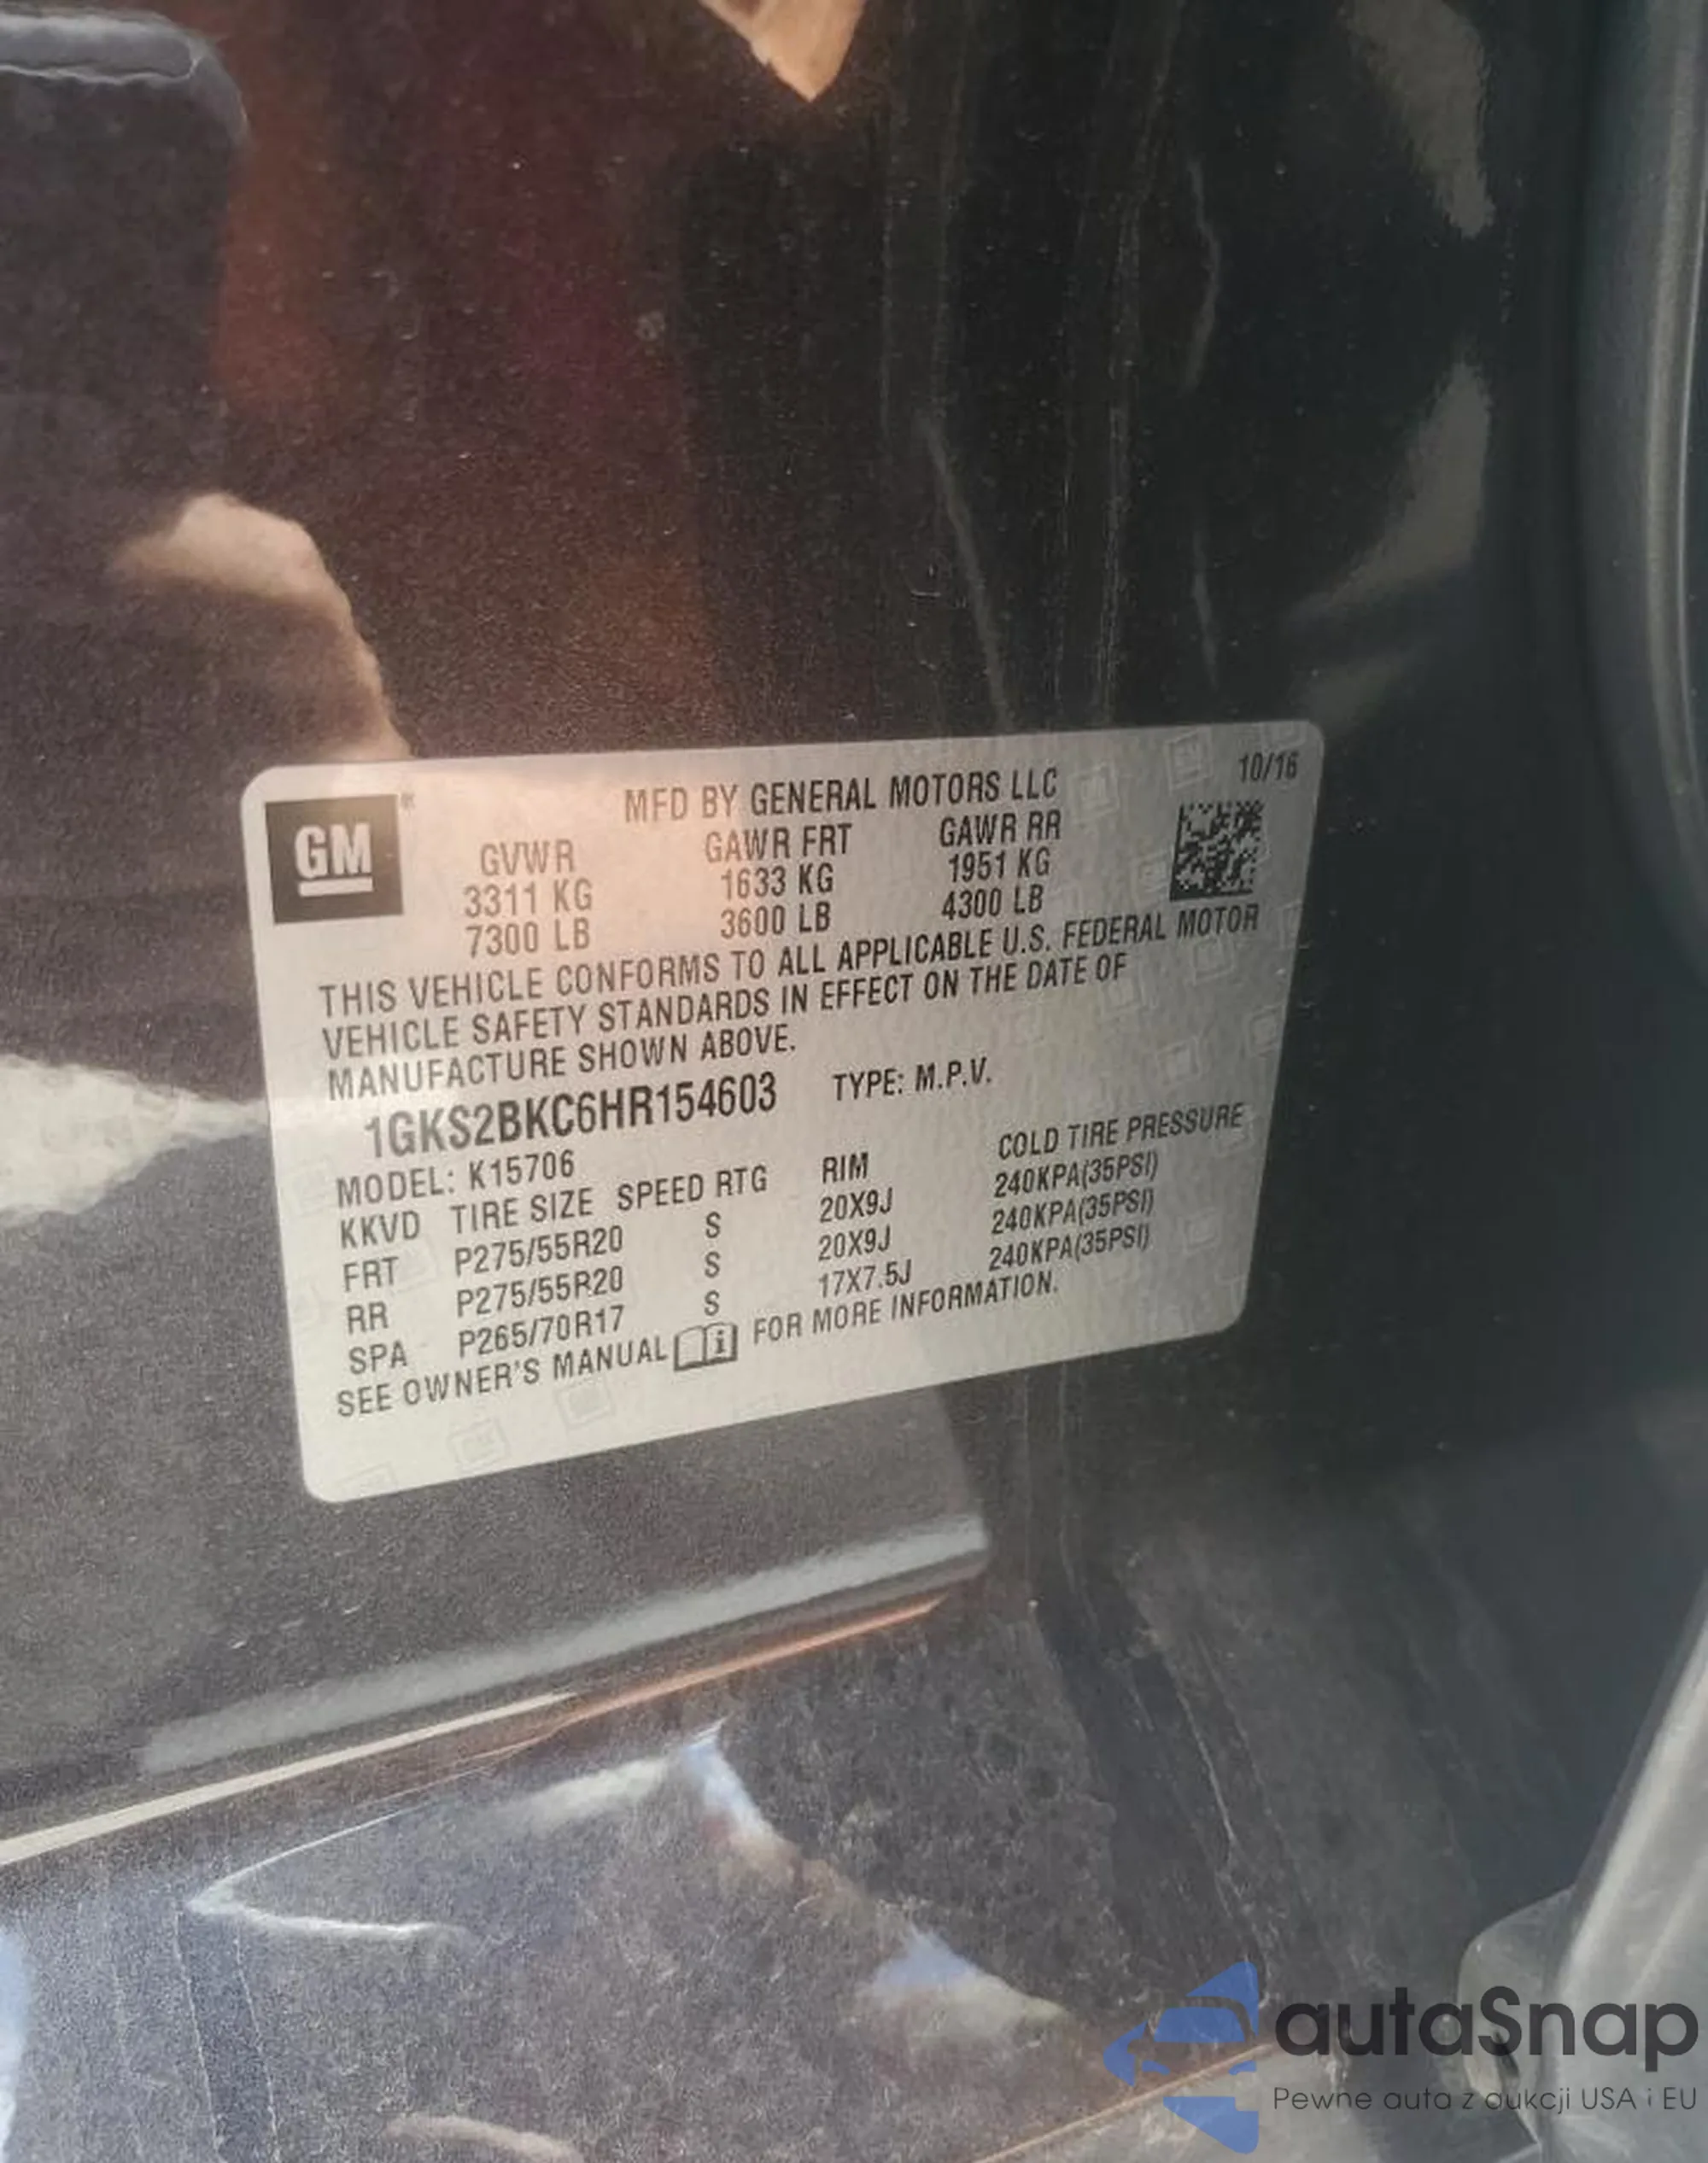 10/16
GM
MFD BY GENERAL MOTORS LLC
GVWR GAWR FRT GAWR RR
3311 KG 1633 KG 1951 KG
7300 LB 3600 LB 4300 LB
THIS VEHICLE CONFORMS TO ALL APPLICABLE U.S. FEDERAL MOTOR
VEHICLE SAFETY STANDARDS IN EFFECT ON THE DATE OF
MANUFACTURE SHOWN ABOVE.
1GKS2BKC6HR154603 TYPE: M.P.V.
MODEL: K15706
KKVD TIRE SIZE SPEED RTG RIM COLD TIRE PRESSURE
FRT P275/55R20 S 20X9J 240KPA(35PSI)
RR P275/55R20 S 20X9J 240KPA(35PSI)
SPA P265/70R17 S 17X7.5J 240KPA(35PSI)
SEE OWNER'S MANUAL FOR MORE INFORMATION.
autaSnap
Pewne auta z aukcji USA i EU